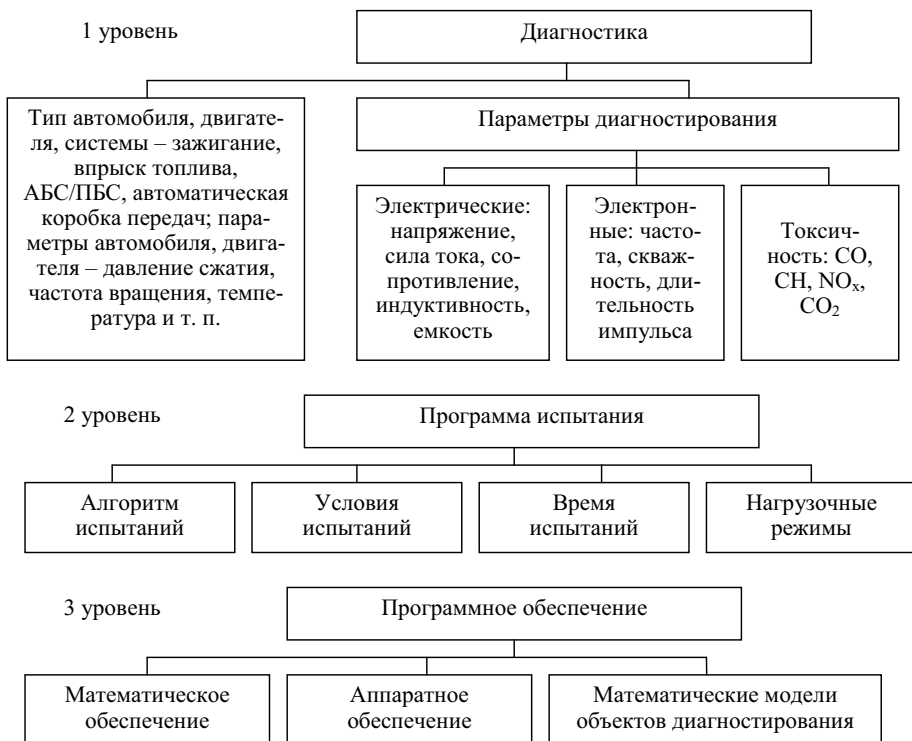 1 уровень
Диагностика
Тип автомобиля, двигате-
ля, системы – зажигание,
впрыск топлива,
АБС/ПБС, автоматическая
коробка передач; пара-
метры автомобиля, двига-
теля – давление сжатия,
частота вращения, темпе-
ратура и т. п.
Параметры диагностирования
Электрические:
напряжение,
сила тока, со-
противление,
индуктивность,
емкость
Электрон-
ные: часто-
та, скваж-
ность, дли-
тельность
импульса
Токсич-
ность: CO,
CH, NOₓ,
CO₂
2 уровень
Программа испытания
Алгоритм
испытаний
Условия
испытаний
Время
испытаний
Нагрузочные
режимы
3 уровень
Программное обеспечение
Математическое
обеспечение
Аппаратное
обеспечение
Математические модели
объектов диагностирования